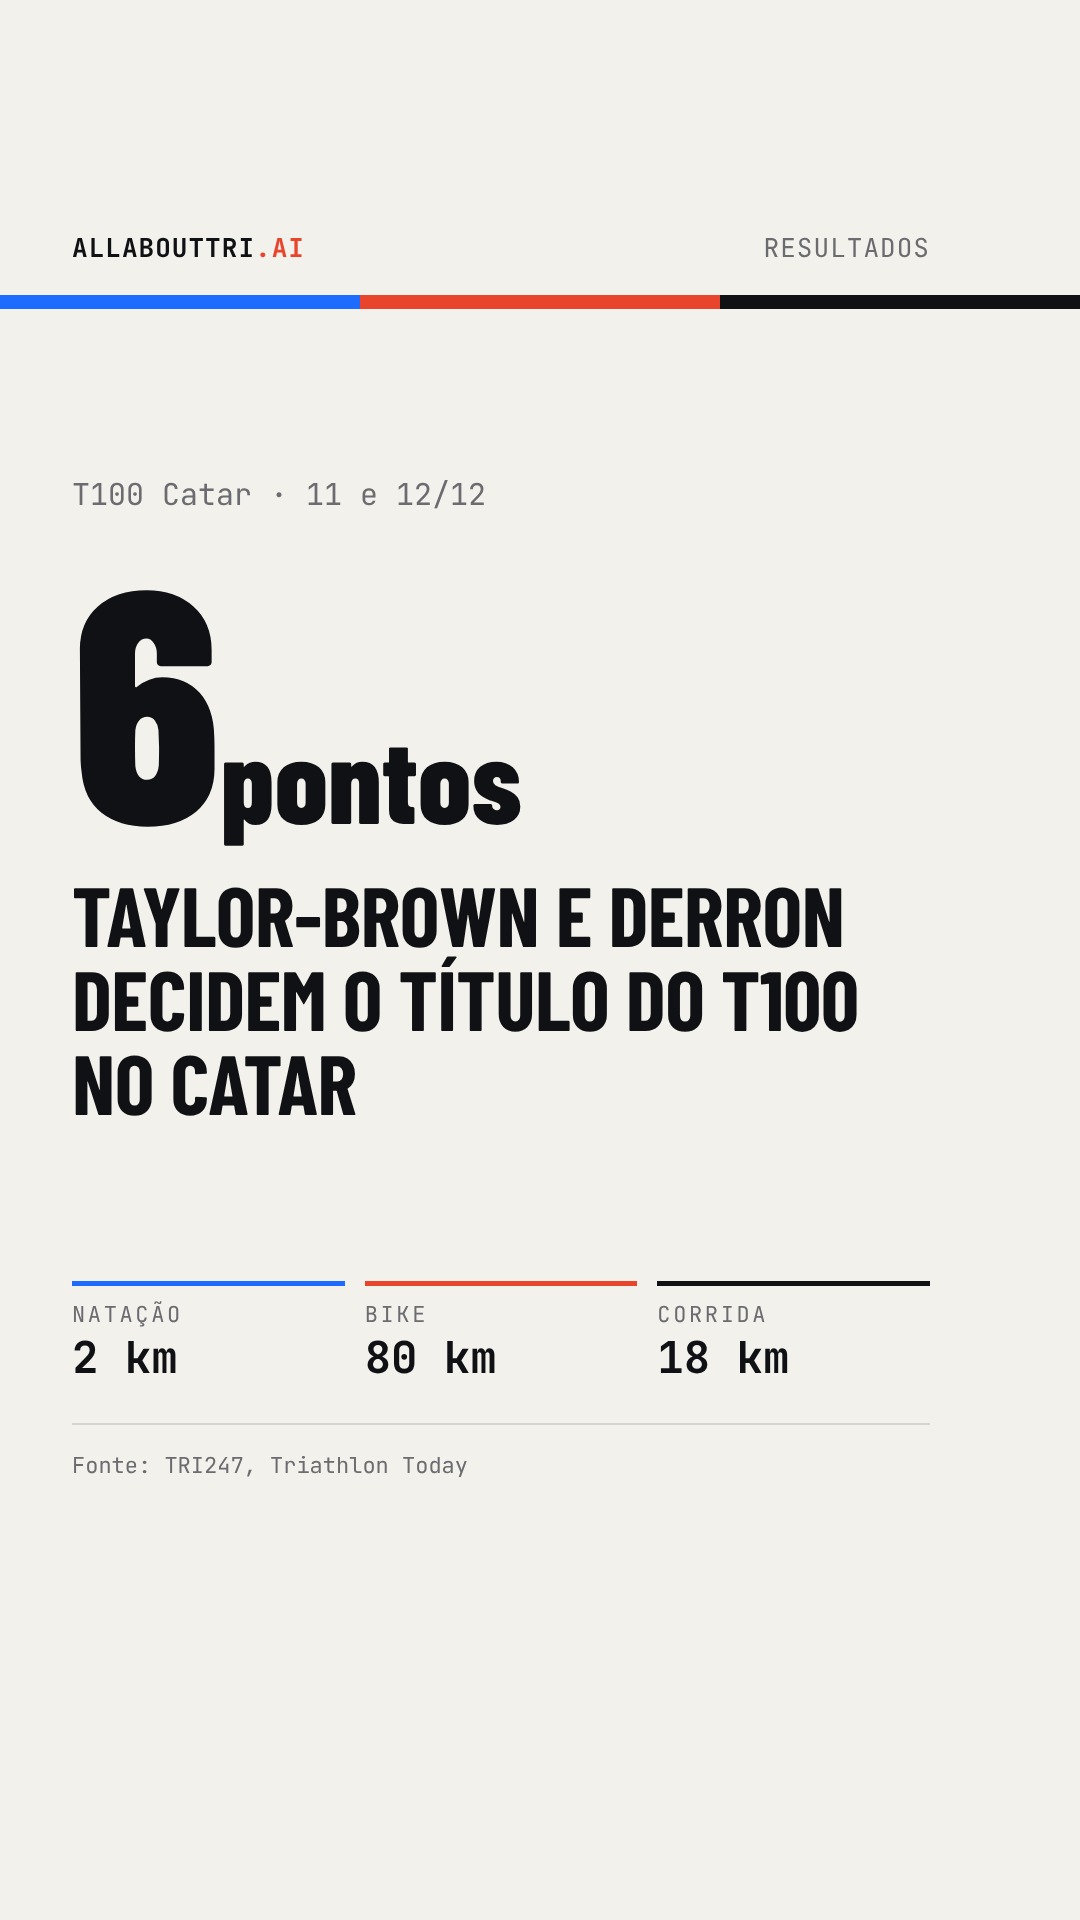 ALLABOUTTRI.AI
RESULTADOS
T100 Catar · 11 e 12/12
6pontos
TAYLOR-BROWN E DERRON
DECIDEM O TÍTULO DO T100
NO CATAR
NATAÇÃO
2 km
BIKE
80 km
CORRIDA
18 km
Fonte: TRI247, Triathlon Today